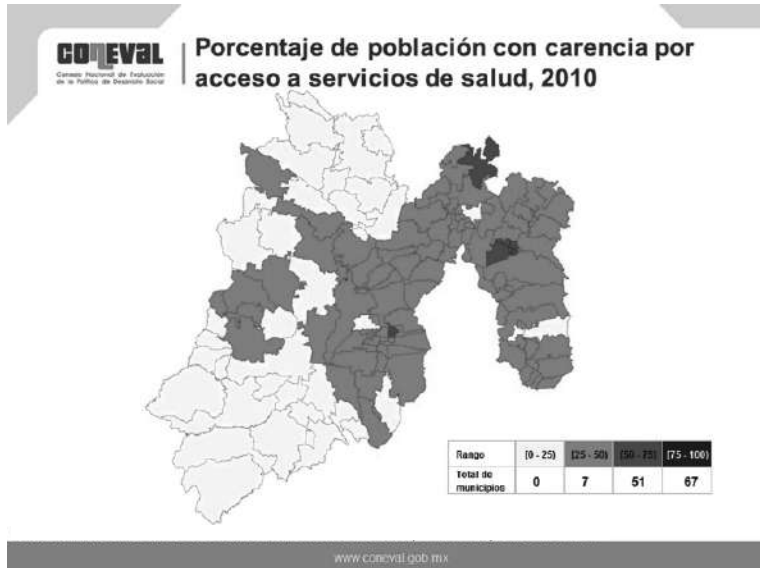 CONEVAL
Consejo Nacional de Evaluación
de la Política de Desarrollo Social
Porcentaje de población con carencia por
acceso a servicios de salud, 2010
Rango [0 - 25) [25 - 50) [50 - 75) [75 - 100)
Total de municipios 0 7 51 67
www.coneval.gob.mx